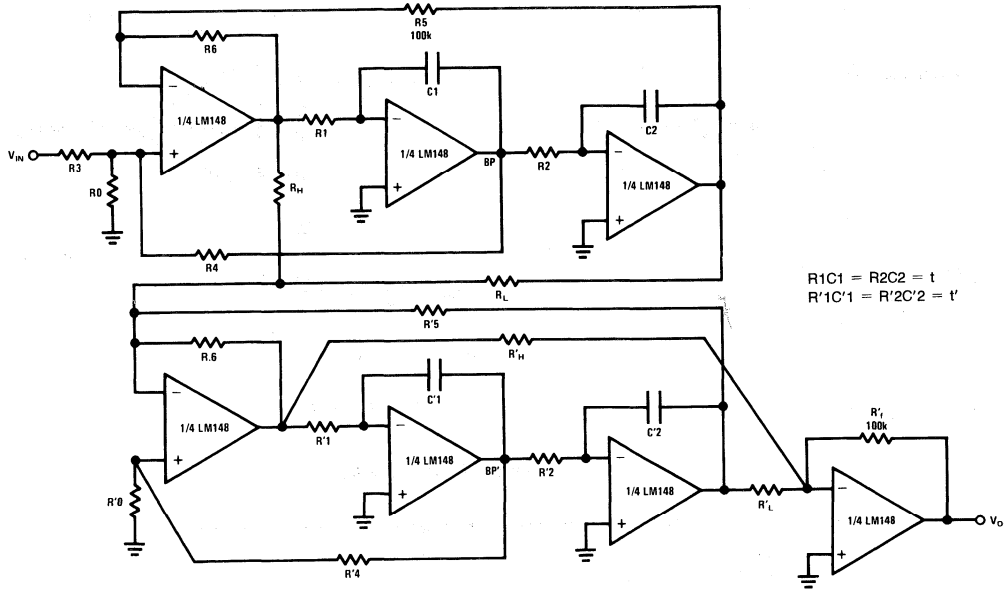 R5
100k
R6
C1
C2
1/4 LM148
R1
1/4 LM148
BP
R2
1/4 LM148
VIN
R3
R0
RH
R4
RL
R1C1 = R2C2 = t
R'1C'1 = R'2C'2 = t'
R'5
R'H
R.6
C'1
C'2
R'f
100k
1/4 LM148
R'1
1/4 LM148
BP'
R'2
1/4 LM148
R'L
1/4 LM148
VO
R'0
R'4